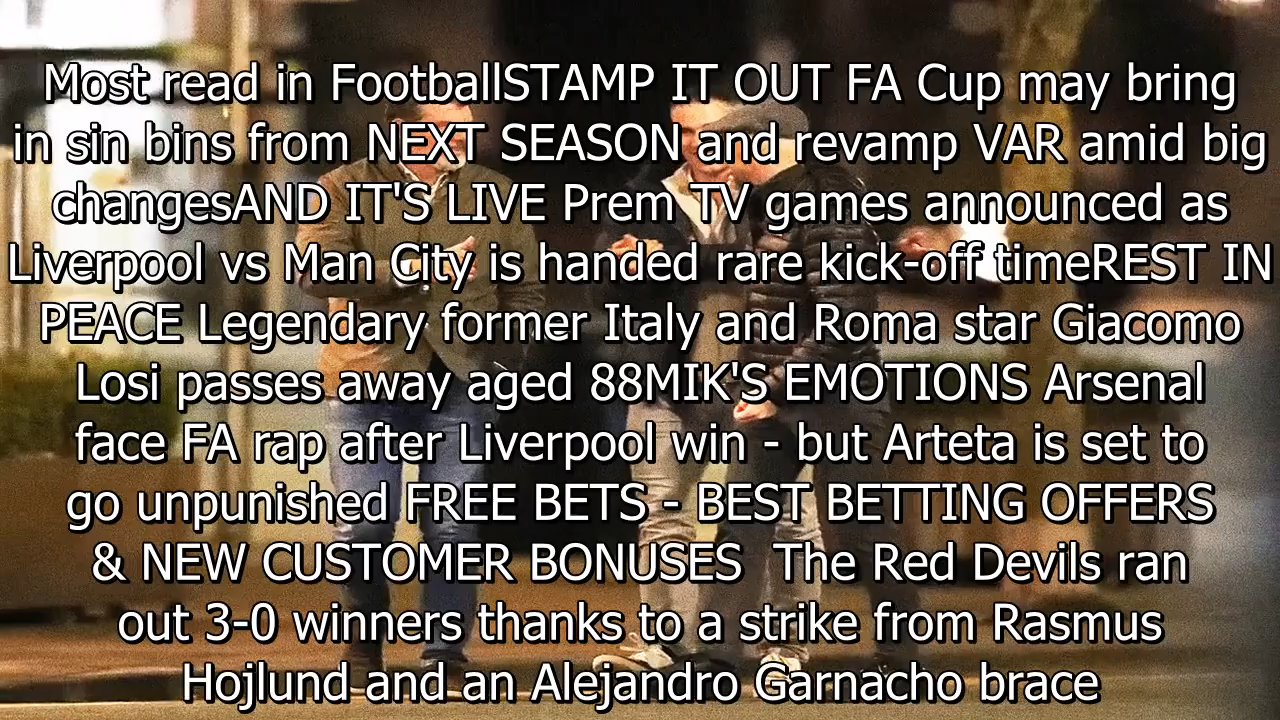 Most read in FootballSTAMP IT OUT FA Cup may bring
in sin bins from NEXT SEASON and revamp VAR amid big
changesAND IT'S LIVE Prem TV games announced as
Liverpool vs Man City is handed rare kick-off timeREST IN
PEACE Legendary former Italy and Roma star Giacomo
Losi passes away aged 88MIK'S EMOTIONS Arsenal
face FA rap after Liverpool win - but Arteta is set to
go unpunished FREE BETS - BEST BETTING OFFERS
& NEW CUSTOMER BONUSES  The Red Devils ran
out 3-0 winners thanks to a strike from Rasmus
Hojlund and an Alejandro Garnacho brace